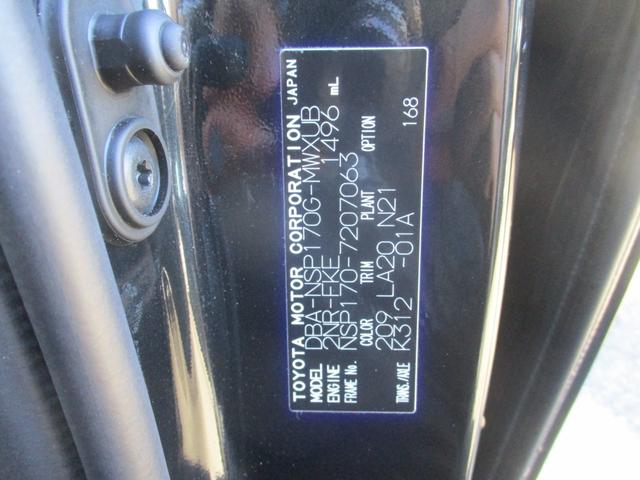 TOYOTA MOTOR CORPORATION JAPAN
MODEL DBA-NSP170G-MWXUB
ENGINE 2NR-FKE 1496 mL
FRAME No. NSP170-7207063
COLOR TRIM PLANT OPTION
209 LA20 N21
TRANS./AXLE K312 -01A 168